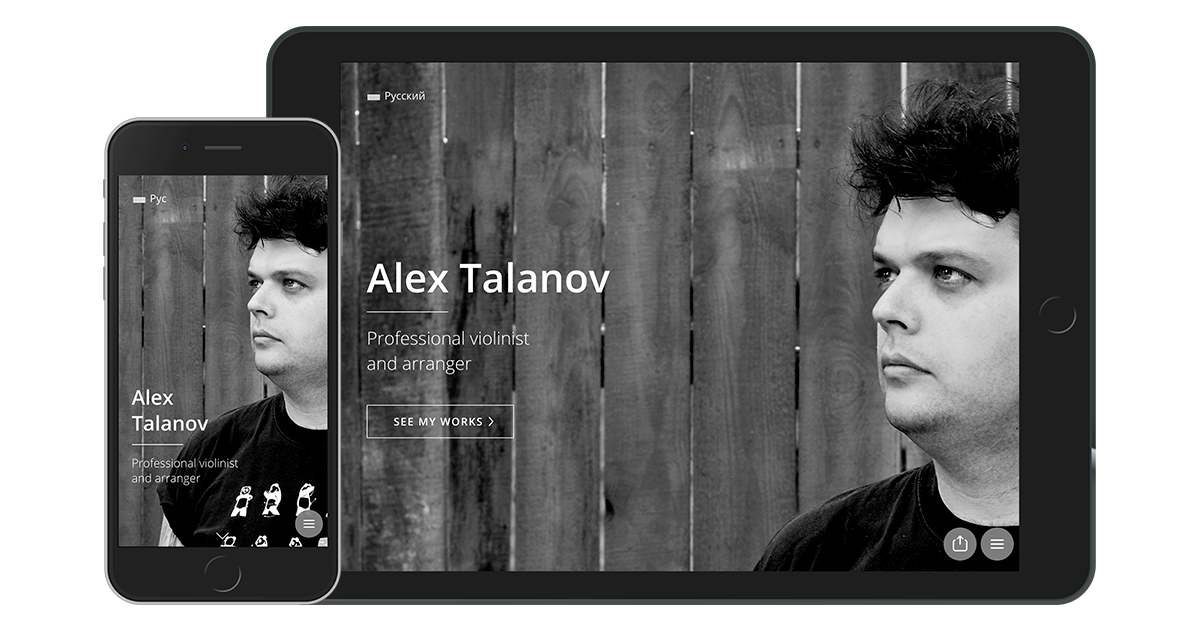 Русский
Alex Talanov
Professional violinist
and arranger
SEE MY WORKS
Рус
Alex
Talanov
Professional violinist
and arranger